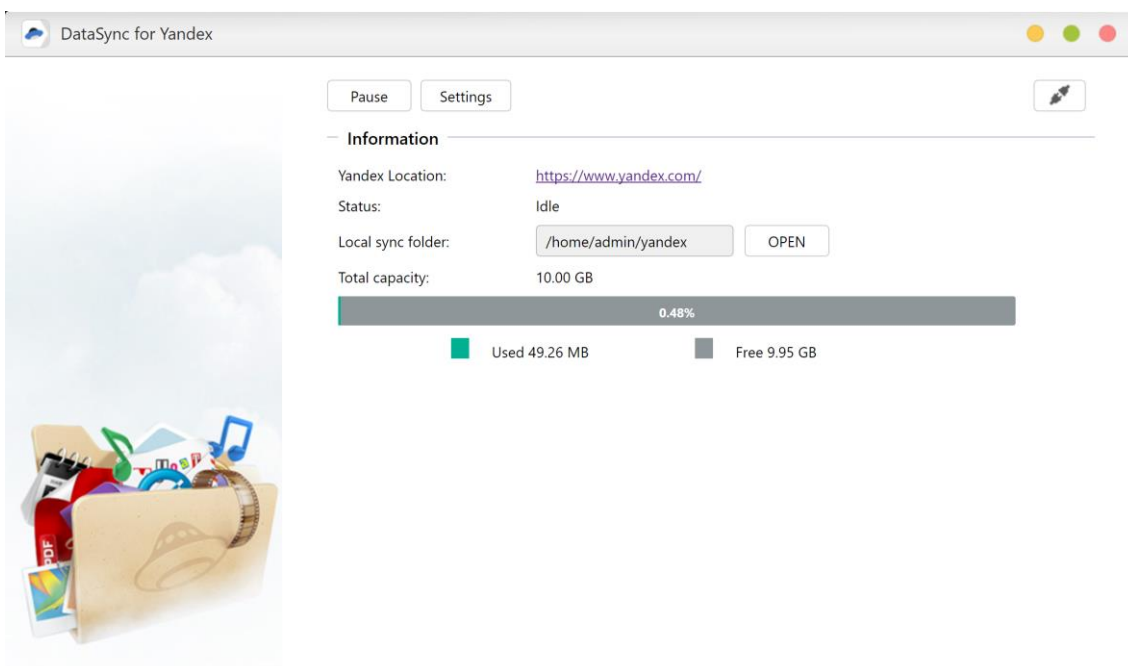 DataSync for Yandex
Pause Settings
Information
Yandex Location: https://www.yandex.com/
Status: Idle
Local sync folder: /home/admin/yandex OPEN
Total capacity: 10.00 GB
0.48%
Used 49.26 MB Free 9.95 GB
PDF